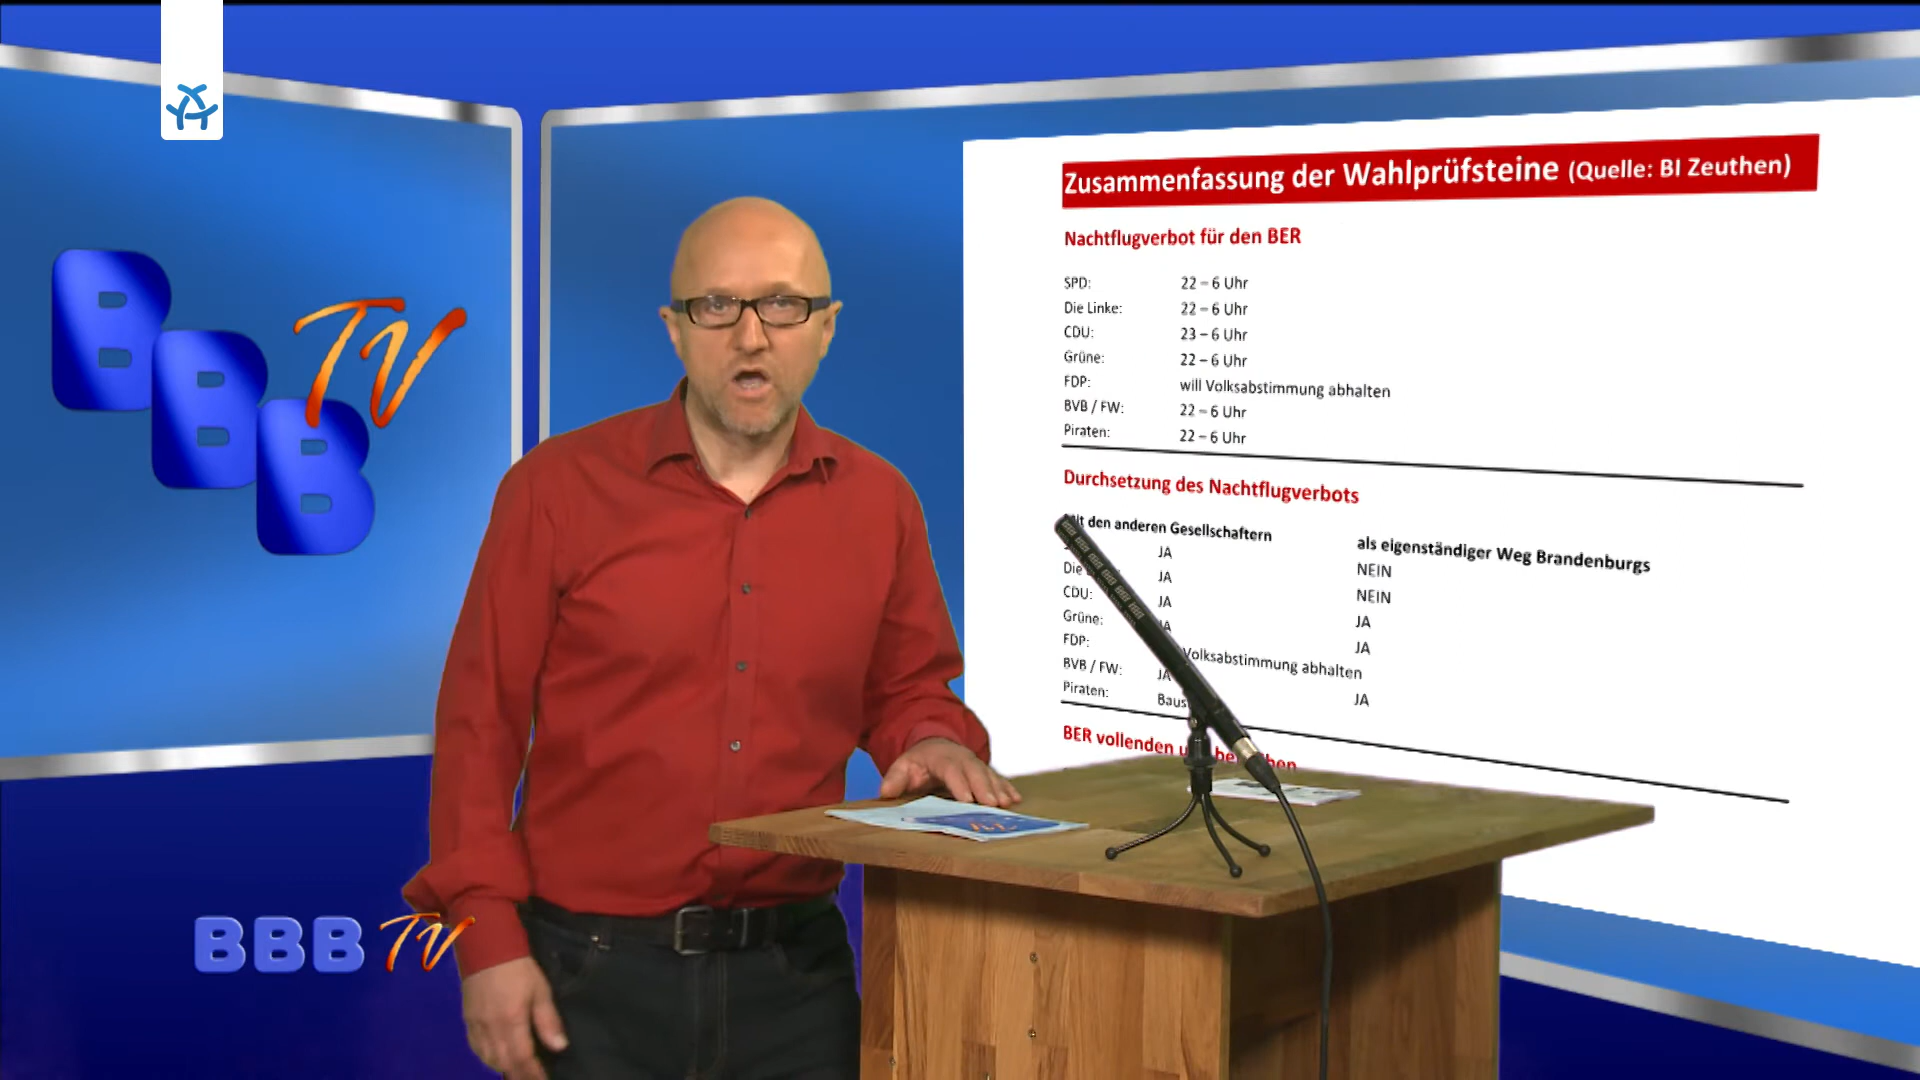 BBB TV
Zusammenfassung der Wahlprüfsteine (Quelle: BI Zeuthen)
Nachtflugverbot für den BER
SPD: 22 – 6 Uhr
Die Linke: 22 – 6 Uhr
CDU: 23 – 6 Uhr
Grüne: 22 – 6 Uhr
FDP: will Volksabstimmung abhalten
BVB / FW: 22 – 6 Uhr
Piraten: 22 – 6 Uhr
Durchsetzung des Nachtflugverbots
den anderen Gesellschaftern als eigenständiger Weg Brandenburgs
JA NEIN
Die JA NEIN
CDU: JA JA
Grüne: JA JA
FDP: Volksabstimmung abhalten
BVB / FW: JA JA
Piraten:
BER vollenden
BBB TV